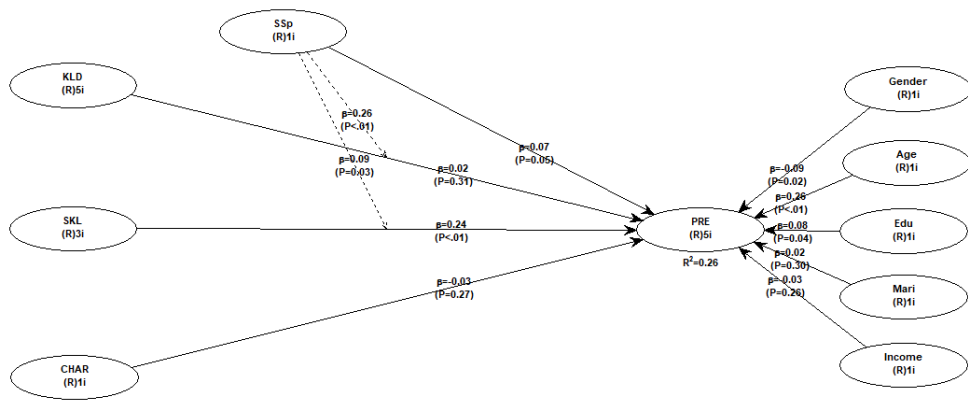 SSp
(R)1i
KLD
(R)5i
Gender
(R)1i
β=0.26
(P<.01)
β=0.07
(P=0.05)
β=0.09
(P=0.03)
β=0.02
(P=0.31)
Age
(R)1i
β=-0.09
(P=0.02)
β=0.26
(P<.01)
SKL
(R)3i
β=0.24
(P<.01)
PRE
(R)5i
R²=0.26
Edu
(R)1i
β=0.08
(P=0.04)
β=0.02
(P=0.30)
β=-0.03
(P=0.26)
Mari
(R)1i
β=-0.03
(P=0.27)
CHAR
(R)1i
Income
(R)1i